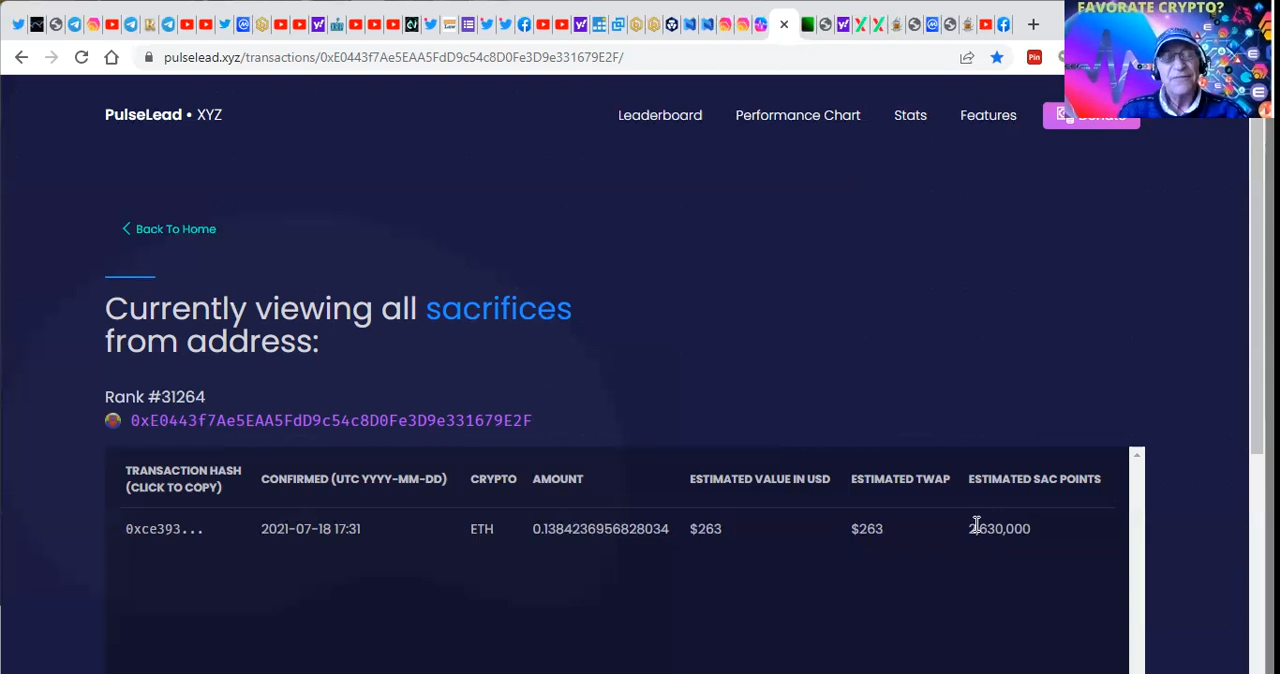 FAVORATE CRYPTO?
pulselead.xyz/transactions/0xE0443f7Ae5EAA5FdD9c54c8D0Fe3D9e331679E2F/
Pin
PulseLead • XYZ
Leaderboard
Performance Chart
Stats
Features
Back To Home
Currently viewing all sacrifices
from address:
Rank #31264
0xE0443f7Ae5EAA5FdD9c54c8D0Fe3D9e331679E2F
TRANSACTION HASH
(CLICK TO COPY)
CONFIRMED (UTC YYYY-MM-DD)
CRYPTO
AMOUNT
ESTIMATED VALUE IN USD
ESTIMATED TWAP
ESTIMATED SAC POINTS
0xce393...
2021-07-18 17:31
ETH
0.1384236956828034
$263
$263
2,630,000